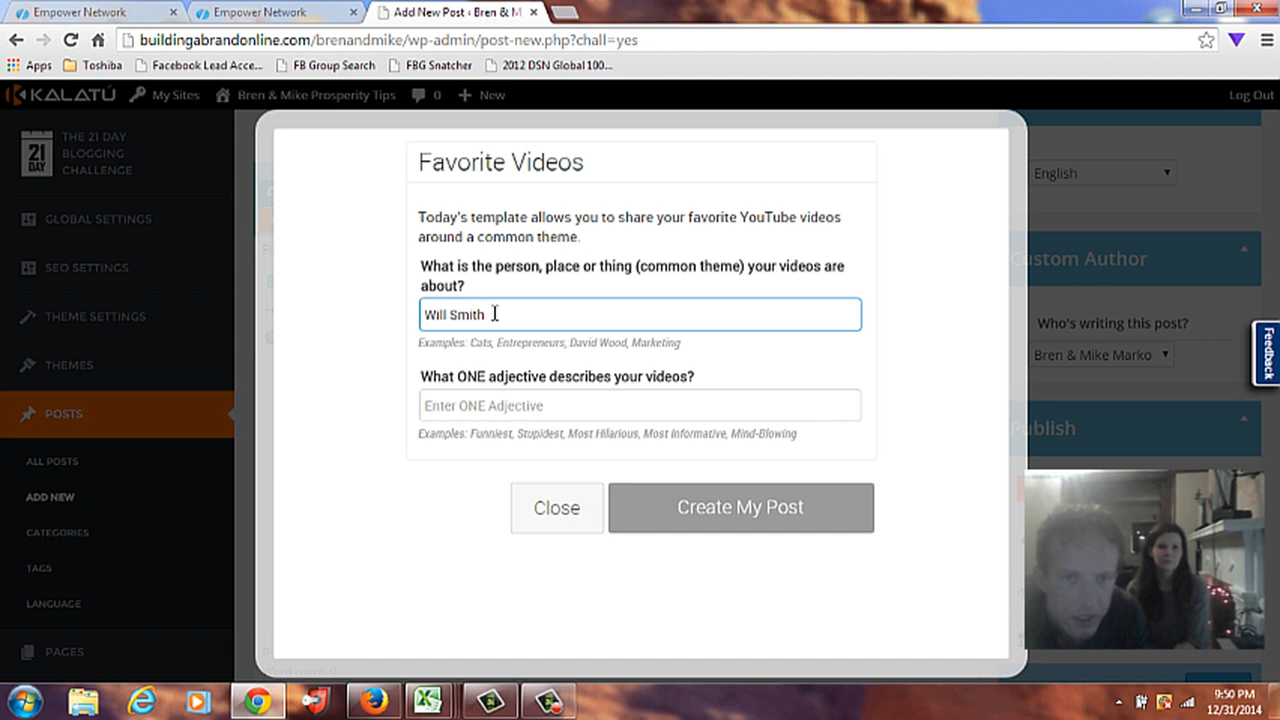 Empower Network
Empower Network
Add New Post ‹ Bren & M
buildingabrandonline.com/brenandmike/wp-admin/post-new.php?chall=yes
Apps
Toshiba
Facebook Lead Acce...
FB Group Search
FBG Snatcher
2012 DSN Global 100...
KALATU
My Sites
Bren & Mike Prosperity Tips
0
New
Log Out
21
DAY
THE 21 DAY
BLOGGING
CHALLENGE
GLOBAL SETTINGS
SEO SETTINGS
THEME SETTINGS
THEMES
POSTS
ALL POSTS
ADD NEW
CATEGORIES
TAGS
LANGUAGE
PAGES
Favorite Videos
Today's template allows you to share your favorite YouTube videos
around a common theme.
What is the person, place or thing (common theme) your videos are
about?
Will Smith
Examples: Cats, Entrepreneurs, David Wood, Marketing
What ONE adjective describes your videos?
Enter ONE Adjective
Examples: Funniest, Stupidest, Most Hilarious, Most Informative, Mind-Blowing
Close
Create My Post
English
Custom Author
Who's writing this post?
Bren & Mike Marko
Publish
Feedback
Word count: 0
9:50 PM
12/31/2014